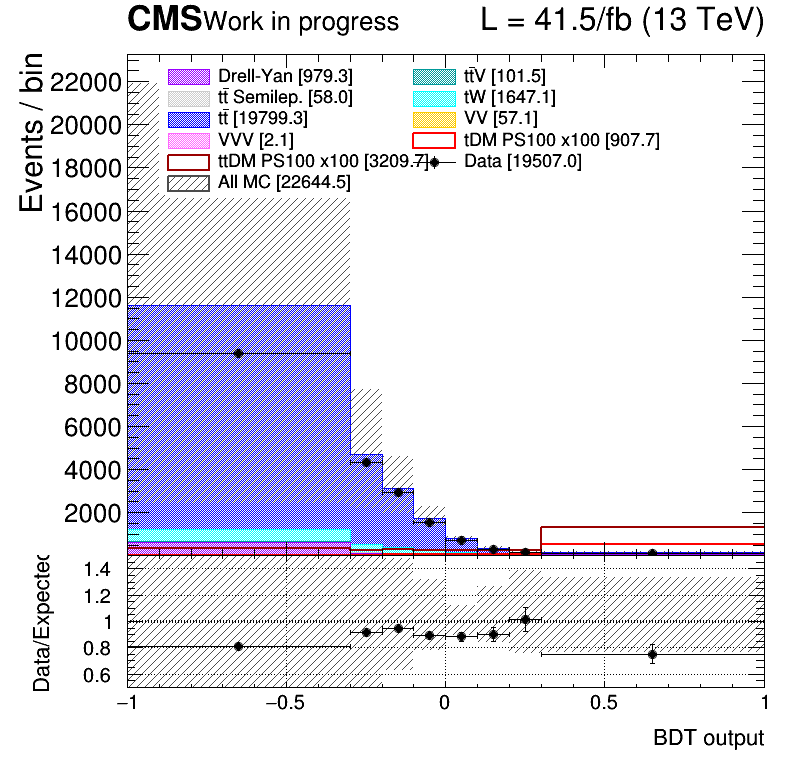 CMS Work in progress L = 41.5/fb (13 TeV)
Events / bin
22000
20000
18000
16000
14000
12000
10000
8000
6000
4000
2000
Drell-Yan [979.3] tt̄V [101.5]
tt̄ Semilep. [58.0] tW [1647.1]
tt̄ [19799.3] VV [57.1]
VVV [2.1] tDM PS100 x100 [907.7]
ttDM PS100 x100 [3209.7] Data [19507.0]
All MC [22644.5]
Data/Expected
1.4
1.2
1
0.8
0.6
−1 −0.5 0 0.5 1
BDT output